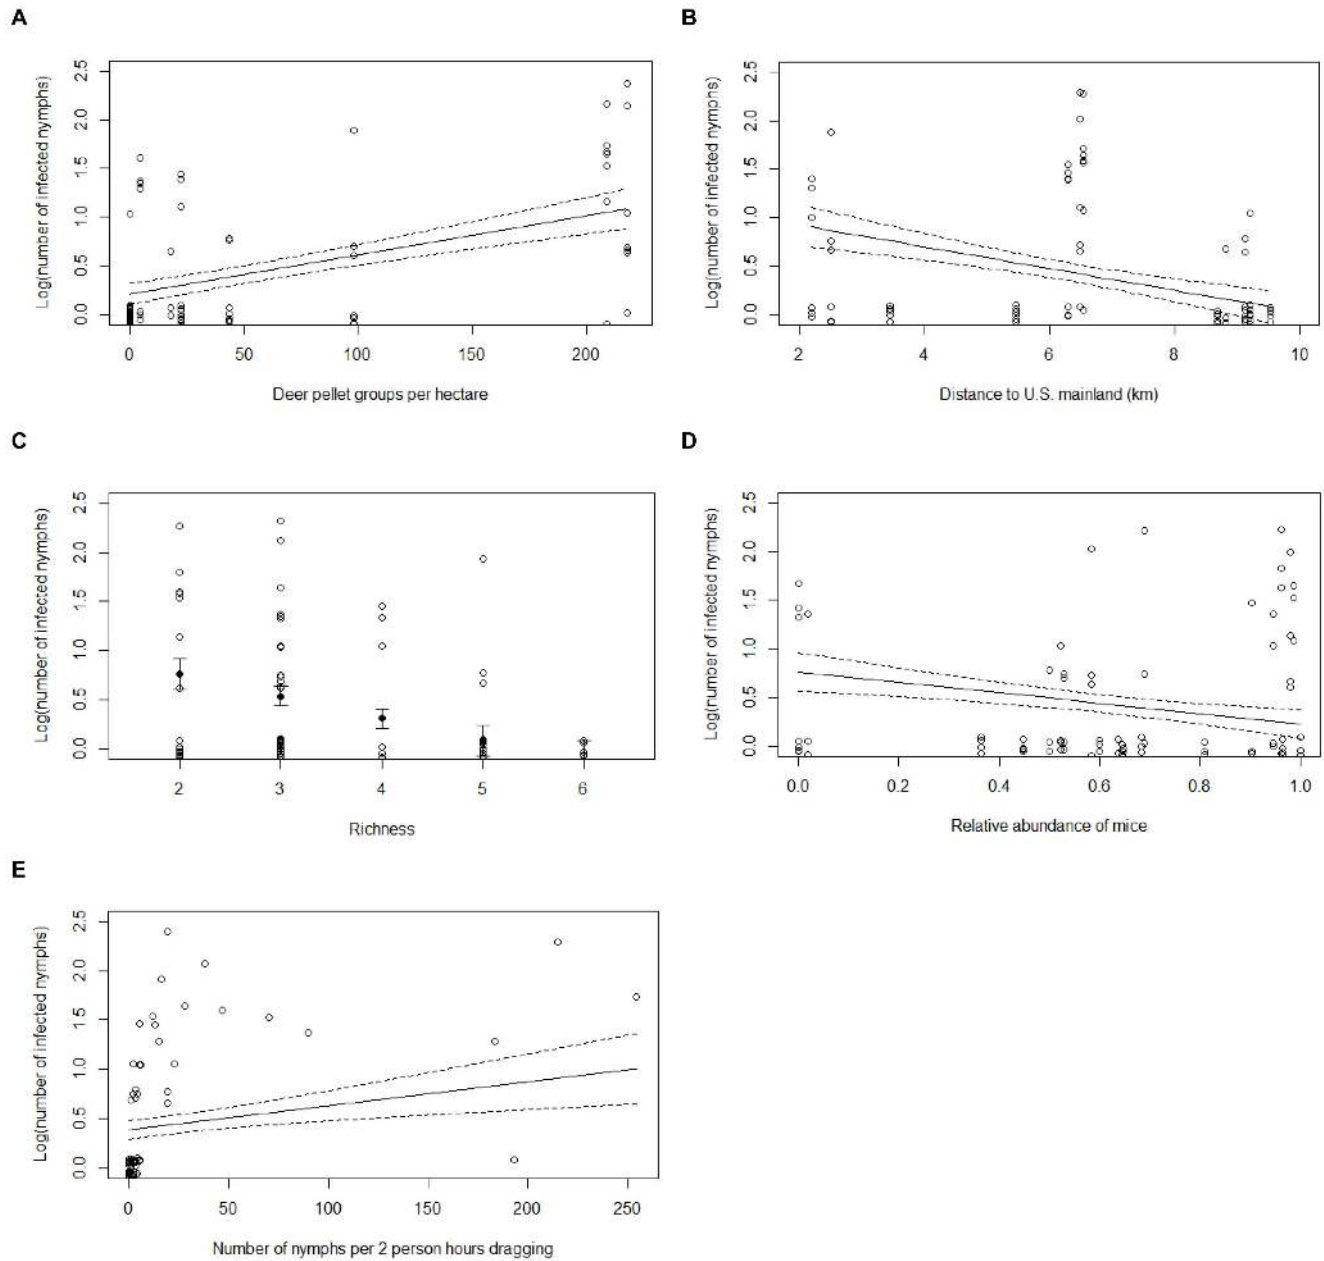 A
Log(number of infected nymphs)
2.5
2.0
1.5
1.0
0.5
0.0
0 50 100 150 200
Deer pellet groups per hectare
B
Log(number of infected nymphs)
2.5
2.0
1.5
1.0
0.5
0.0
2 4 6 8 10
Distance to U.S. mainland (km)
C
Log(number of infected nymphs)
2.5
2.0
1.5
1.0
0.5
0.0
2 3 4 5 6
Richness
D
Log(number of infected nymphs)
2.5
2.0
1.5
1.0
0.5
0.0
0.0 0.2 0.4 0.6 0.8 1.0
Relative abundance of mice
E
Log(number of infected nymphs)
2.5
2.0
1.5
1.0
0.5
0.0
0 50 100 150 200 250
Number of nymphs per 2 person hours dragging